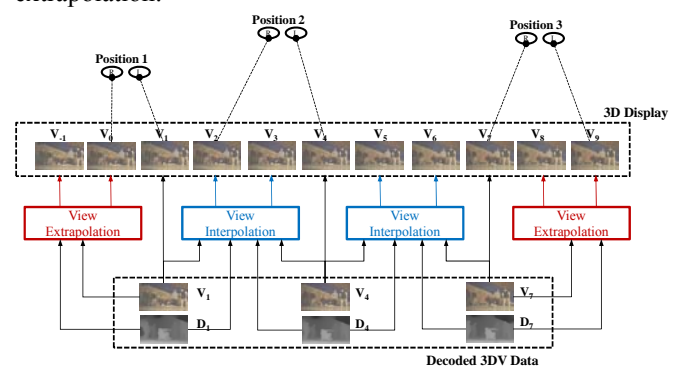 extrapolation.
Position 1
Position 2
Position 3
R L
R L
R L
3D Display
V-1 V0 V1 V2 V3 V4 V5 V6 V7 V8 V9
View
Extrapolation
View
Interpolation
View
Interpolation
View
Extrapolation
V1
V4
V7
D1
D4
D7
Decoded 3DV Data